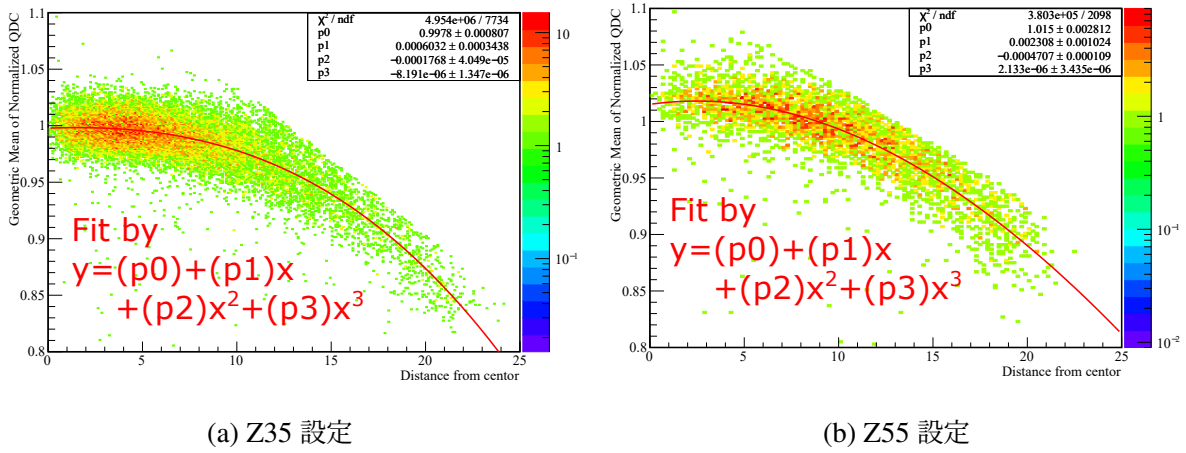 χ² / ndf 4.954e+06 / 7734
p0 0.9978 ± 0.000807
p1 0.0006032 ± 0.0003438
p2 −0.0001768 ± 4.049e−05
p3 −8.191e−06 ± 1.347e−06
Geometric Mean of Normalized QDC
1.1
1.05
1
0.95
0.9
0.85
0.8
Fit by
y=(p0)+(p1)x
+(p2)x²+(p3)x³
0 5 10 15 20 25
Distance from centor
10
1
10⁻¹
(a) Z35 設定
χ² / ndf 3.803e+05 / 2098
p0 1.015 ± 0.002812
p1 0.002308 ± 0.001024
p2 −0.0004707 ± 0.000109
p3 2.133e−06 ± 3.435e−06
Geometric Mean of Normalized QDC
1.1
1.05
1
0.95
0.9
0.85
0.8
Fit by
y=(p0)+(p1)x
+(p2)x²+(p3)x³
0 5 10 15 20 25
Distance from centor
1
10⁻¹
10⁻²
(b) Z55 設定